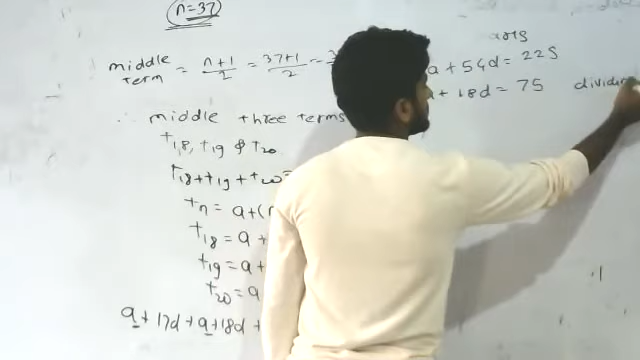 n = 37
middle term = n+1/2 = 37+1/2 =
∴ middle three terms
t18, t19 & t20
t18 + t19 + t20 =
tn = a+(
t18 = a +
t19 = a +
t20 = a
a + 17d + a + 18d +
a + 54d = 225
+ 18d = 75